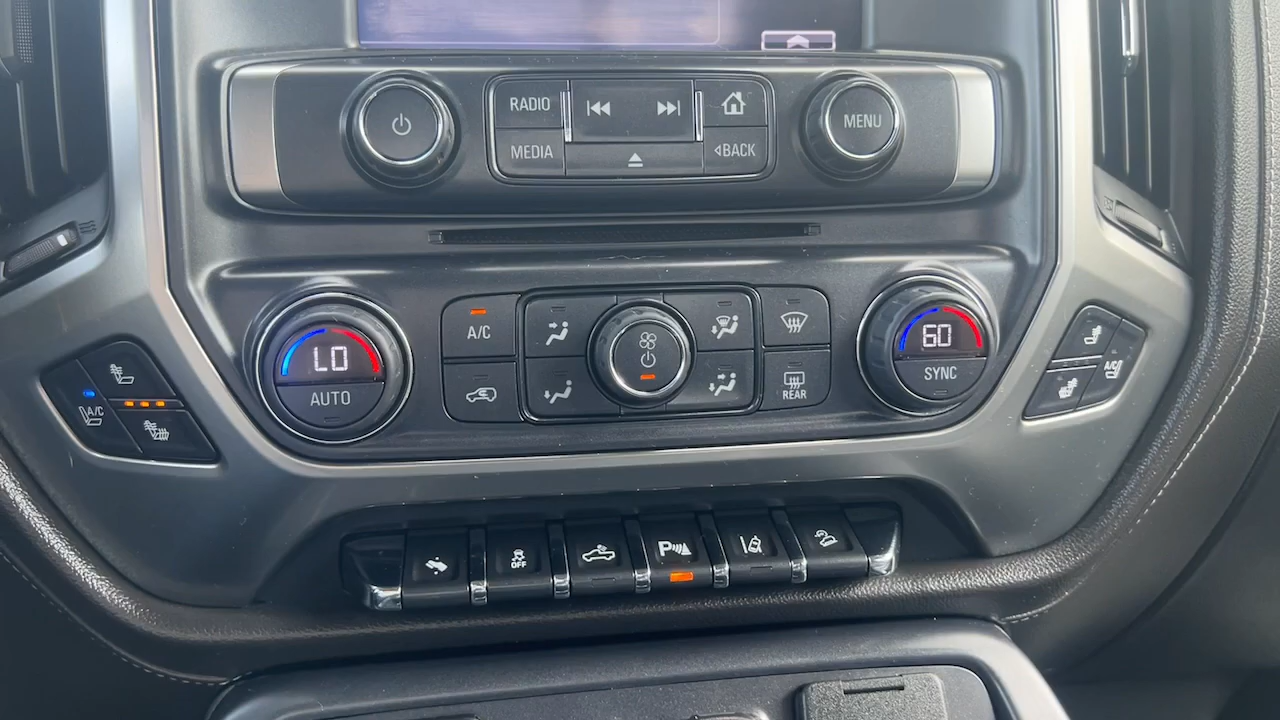 RADIO
MEDIA
BACK
MENU
A/C
LO
AUTO
A/C
REAR
60
SYNC
A/C
OFF
P